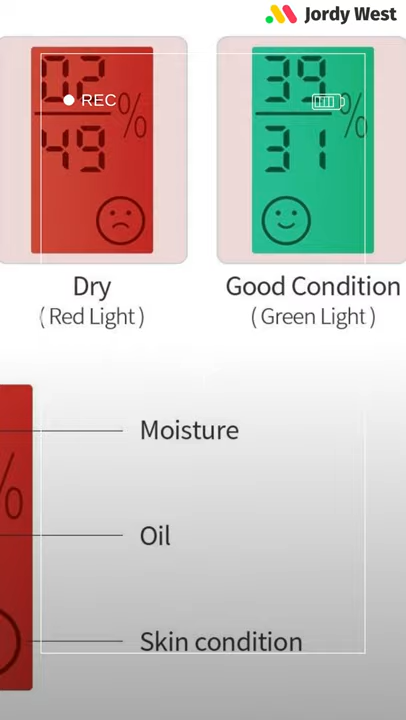 Jordy West
02
REC
%
49
39
%
31
Dry
Good Condition
( Red Light )
( Green Light )
Moisture
%
Oil
Skin condition